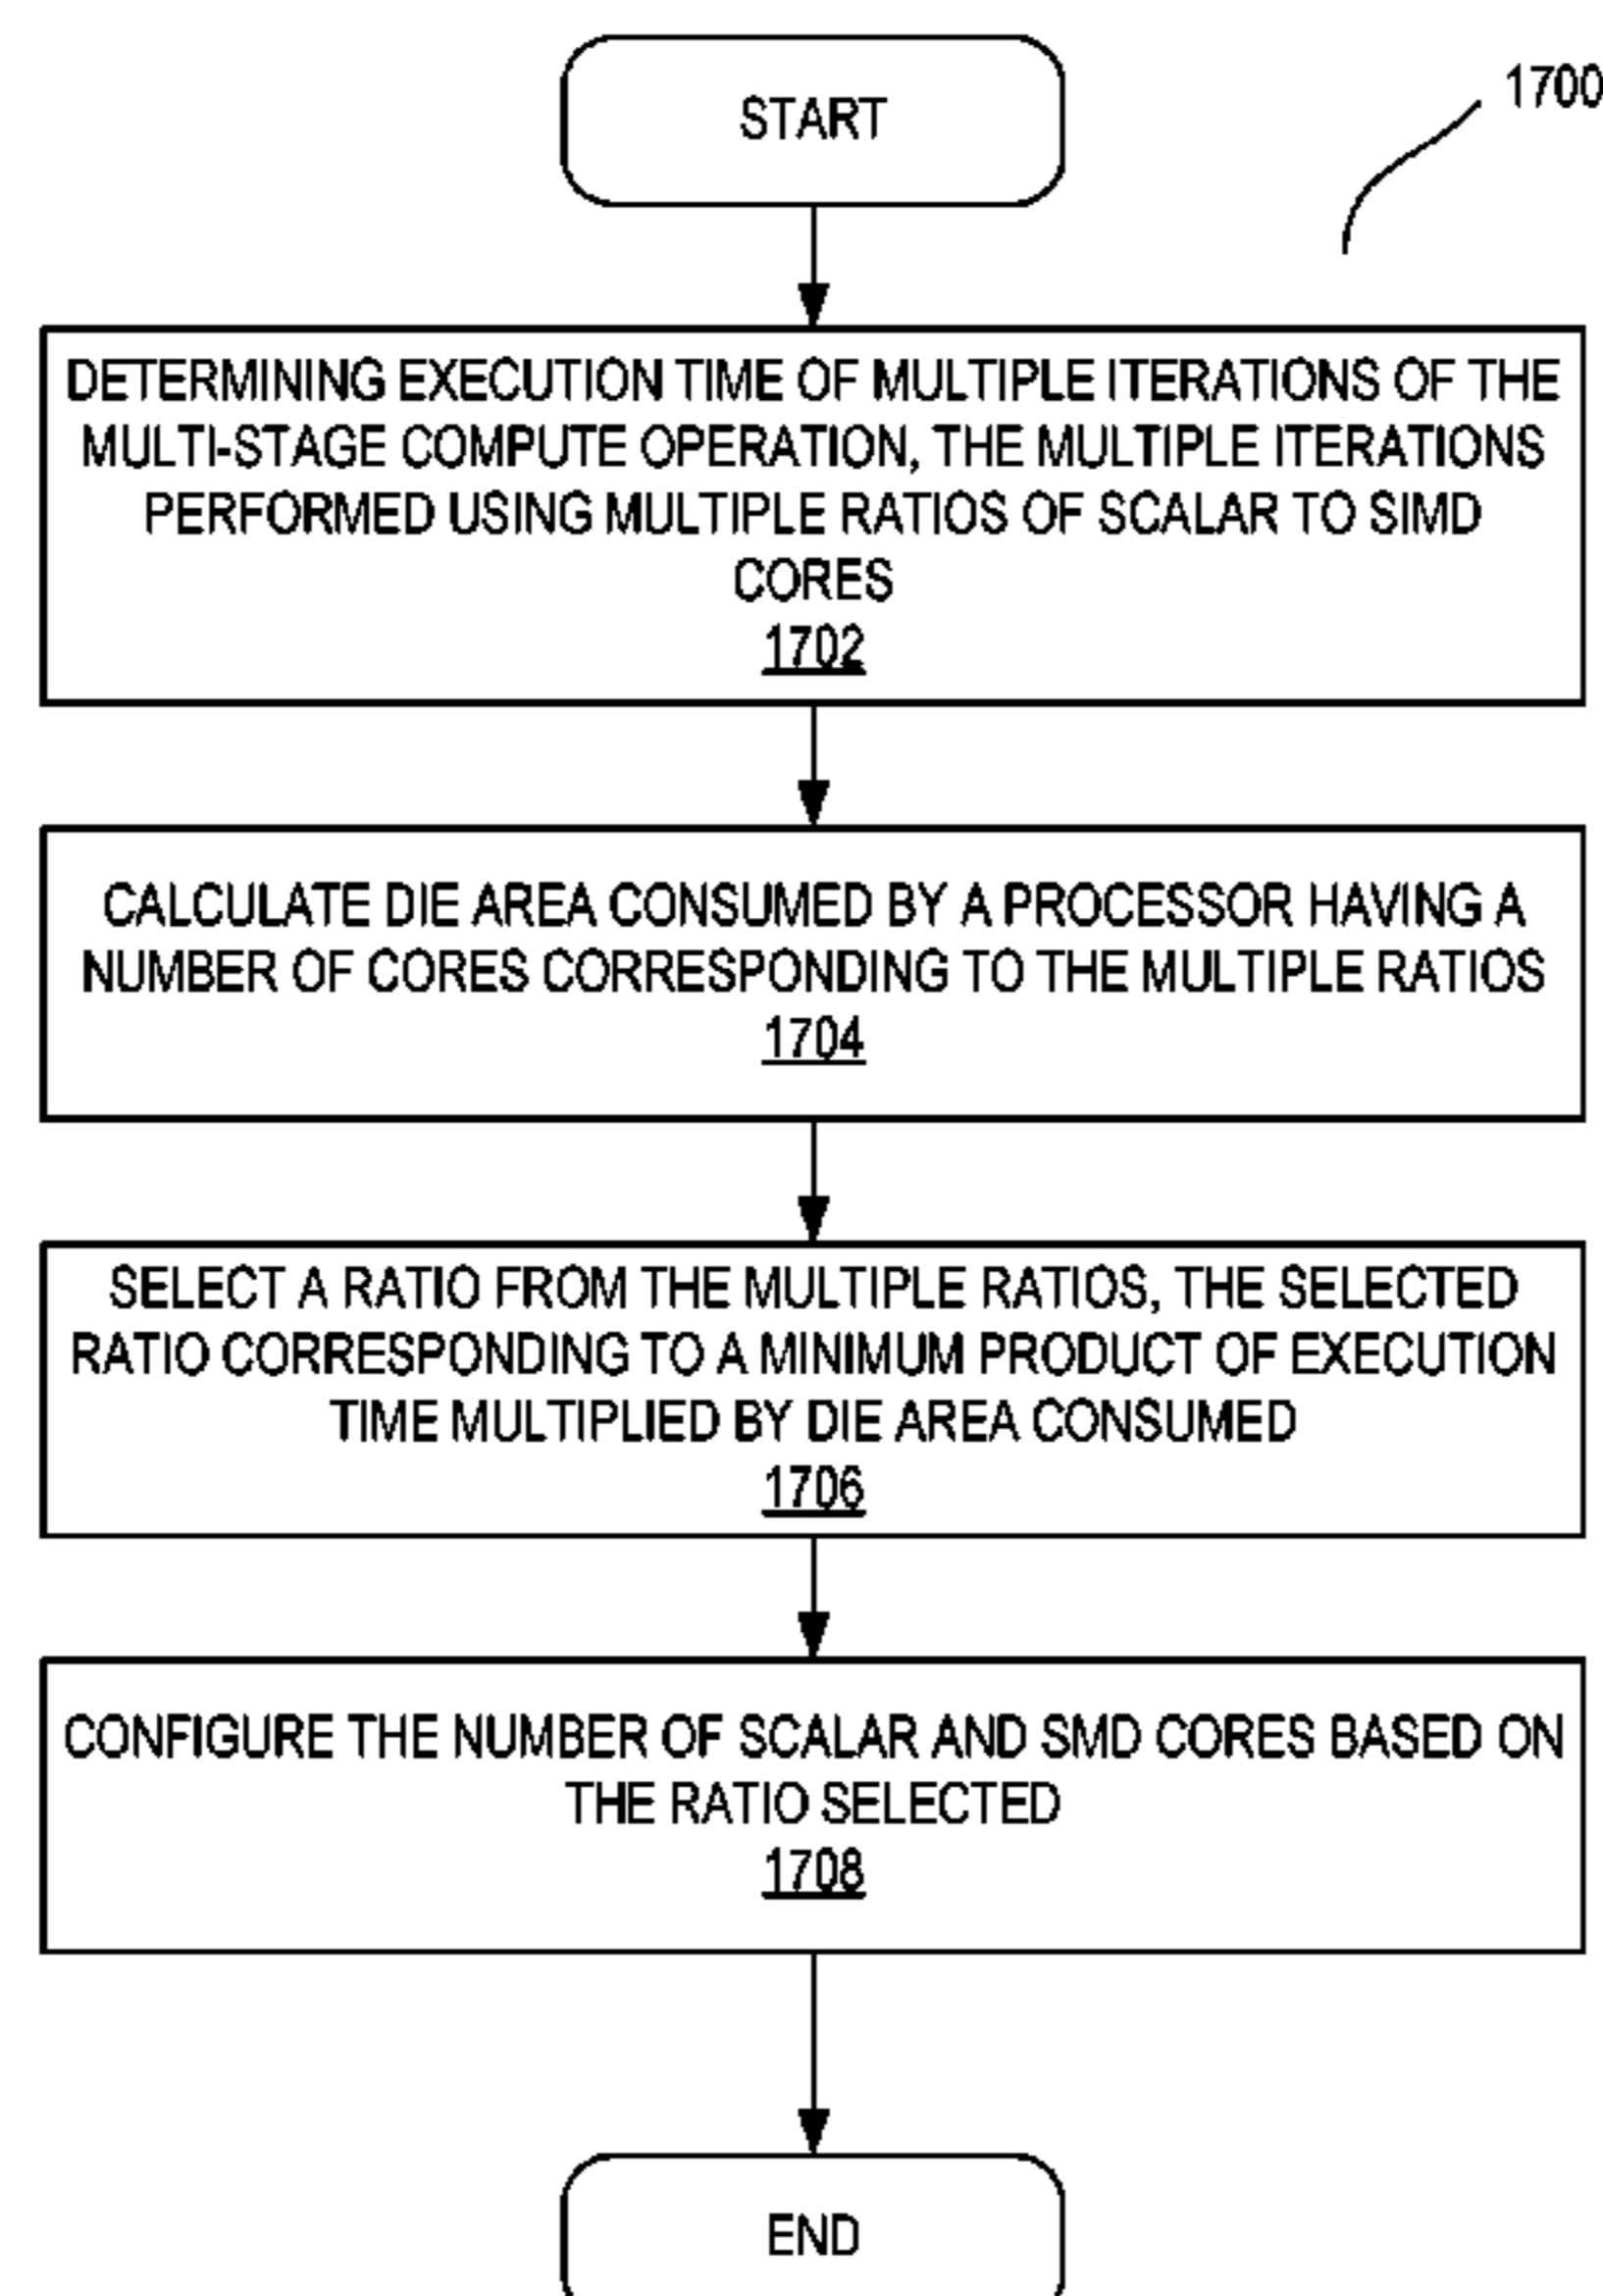 START
1700
DETERMINING EXECUTION TIME OF MULTIPLE ITERATIONS OF THE
MULTI-STAGE COMPUTE OPERATION, THE MULTIPLE ITERATIONS
PERFORMED USING MULTIPLE RATIOS OF SCALAR TO SIMD
CORES
1702
CALCULATE DIE AREA CONSUMED BY A PROCESSOR HAVING A
NUMBER OF CORES CORRESPONDING TO THE MULTIPLE RATIOS
1704
SELECT A RATIO FROM THE MULTIPLE RATIOS, THE SELECTED
RATIO CORRESPONDING TO A MINIMUM PRODUCT OF EXECUTION
TIME MULTIPLIED BY DIE AREA CONSUMED
1706
CONFIGURE THE NUMBER OF SCALAR AND SMD CORES BASED ON
THE RATIO SELECTED
1708
END